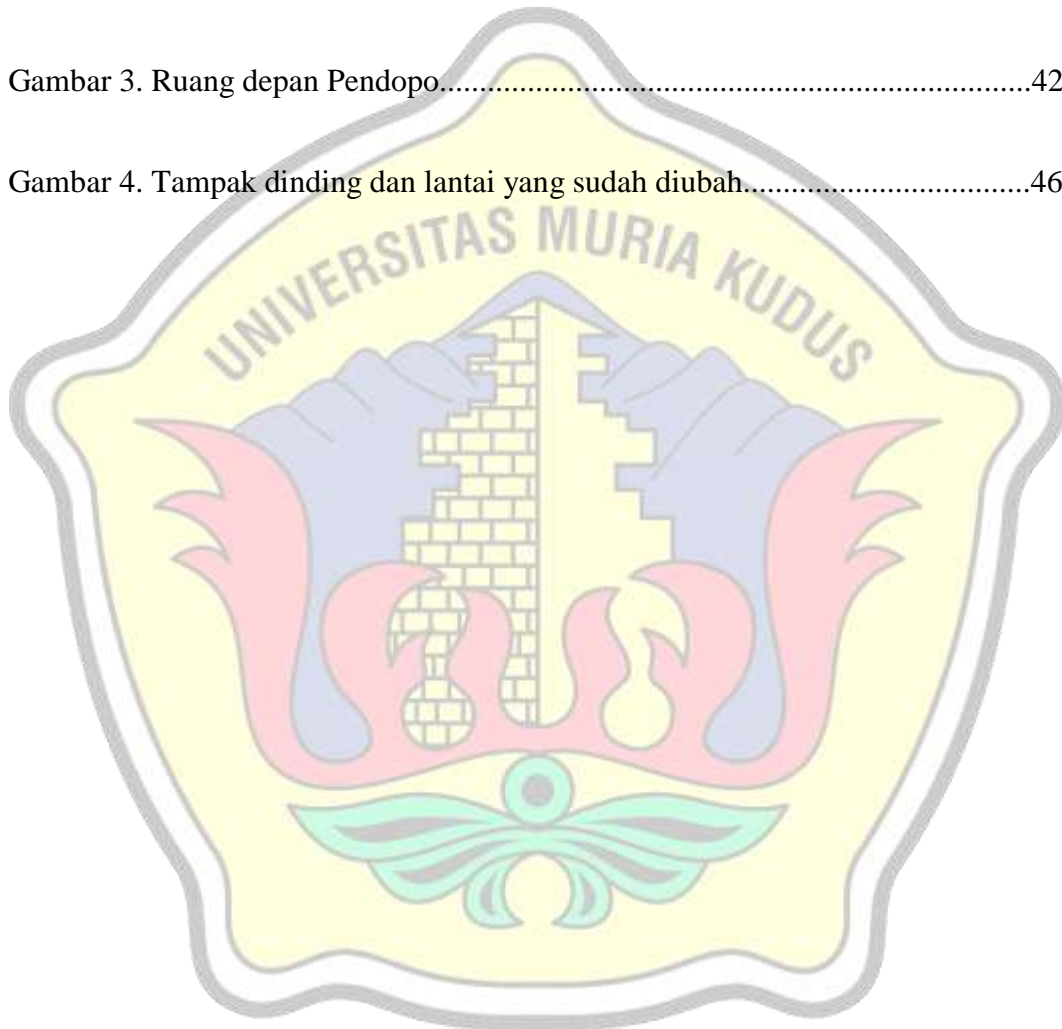 Gambar 3. Ruang depan Pendopo...........................................................................42
Gambar 4. Tampak dinding dan lantai yang sudah diubah....................................46
UNIVERSITAS MURIA KUDUS